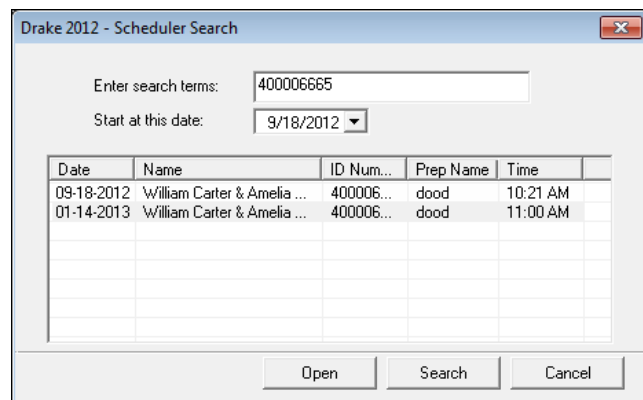 Drake 2012 - Scheduler Search
Enter search terms: 400006665
Start at this date: 9/18/2012
Date Name ID Num... Prep Name Time
09-18-2012 William Carter & Amelia ... 400006... dood 10:21 AM
01-14-2013 William Carter & Amelia ... 400006... dood 11:00 AM
Open Search Cancel